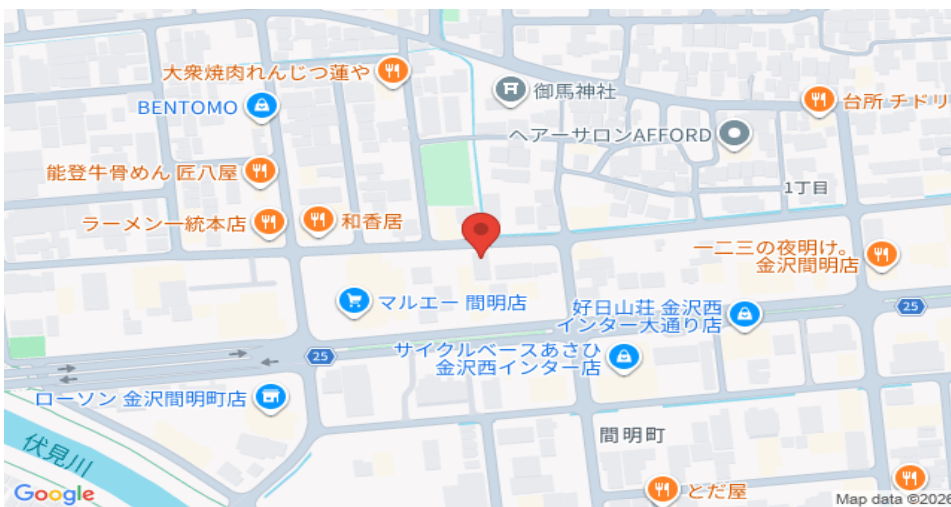 大衆焼肉れんじつ蓮や
BENTOMO
御馬神社
台所 チドリ
ヘアーサロンAFFORD
能登牛骨めん 匠八屋
1丁目
ラーメン一統本店
和香居
一二三の夜明け。
金沢間明店
マルエー 間明店
好日山荘 金沢西
インター大通り店
25
25
サイクルベースあさひ
金沢西インター店
ローソン 金沢間明町店
間明町
伏見川
とだ屋
Google
Map data ©2026